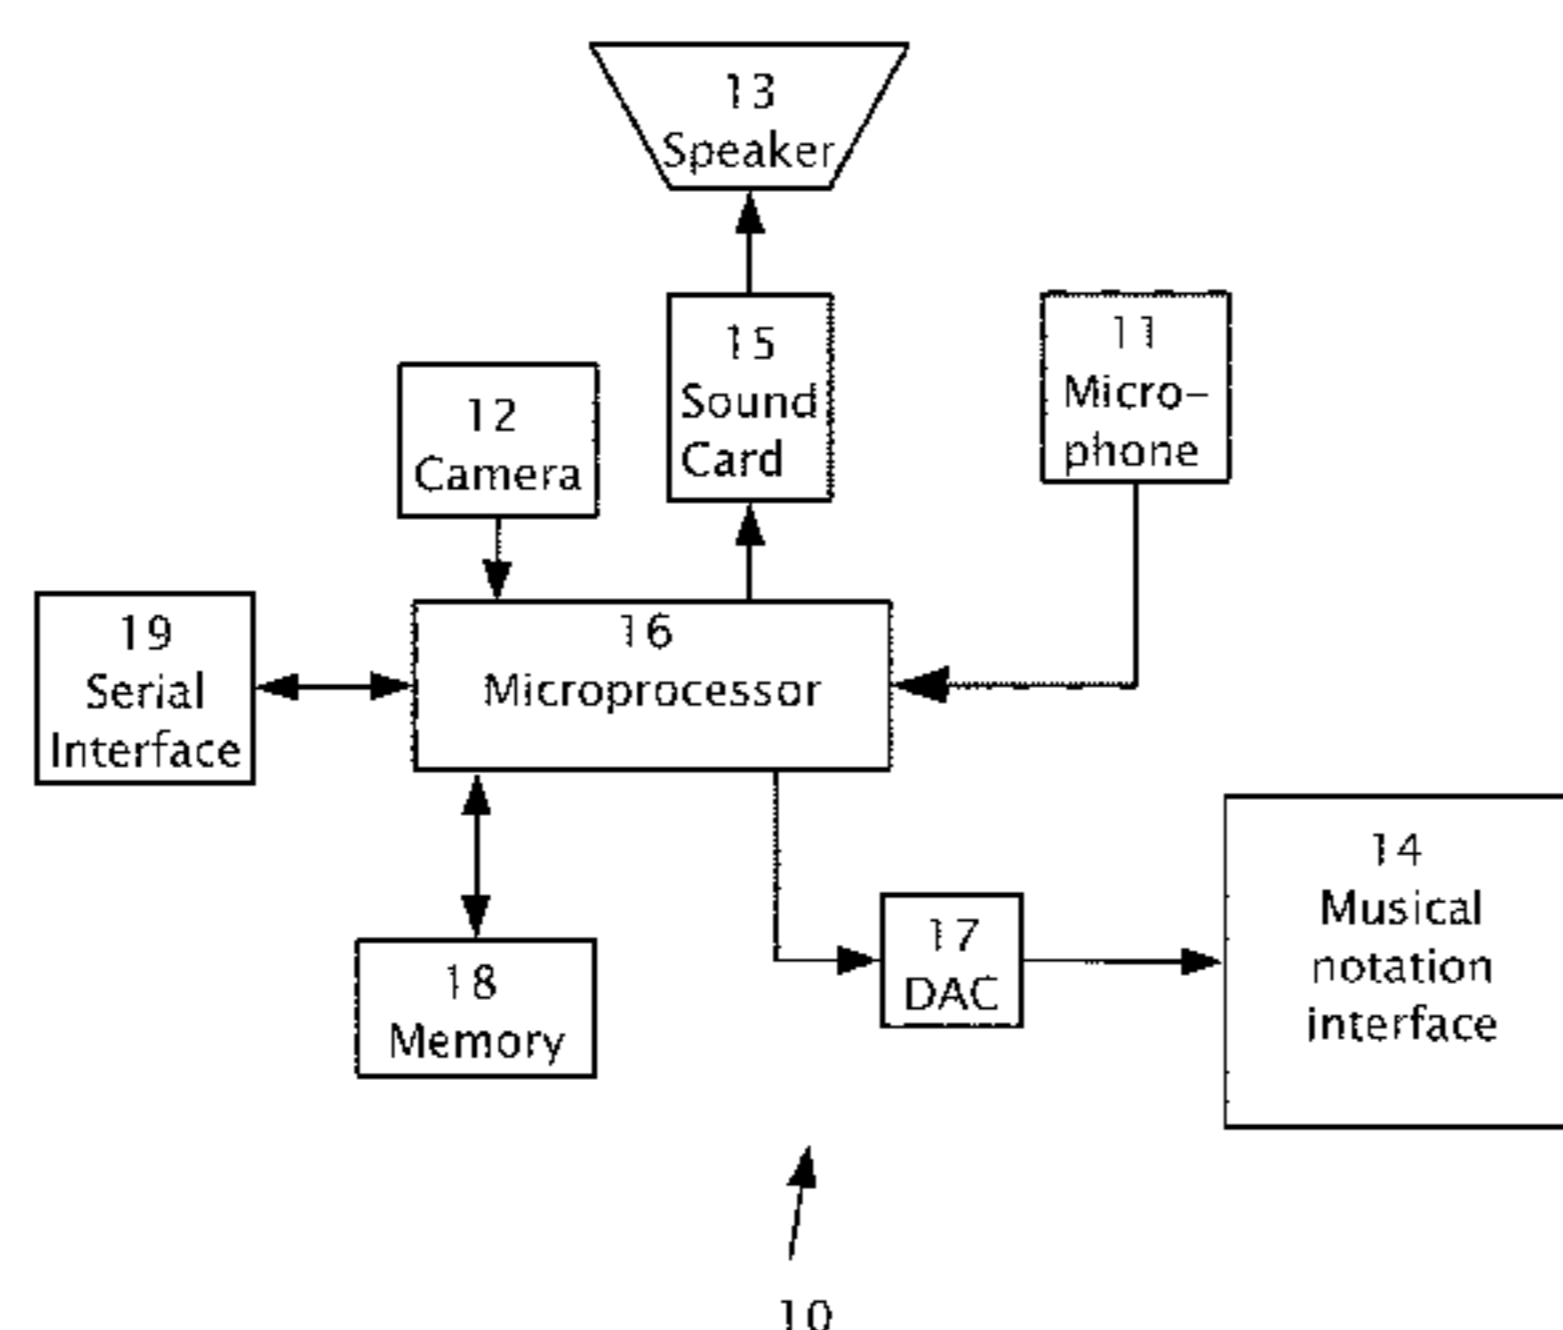 13
Speaker
15
Sound
Card
11
Micro-
phone
12
Camera
19
Serial
Interface
16
Microprocessor
14
Musical
notation
interface
17
DAC
18
Memory
10